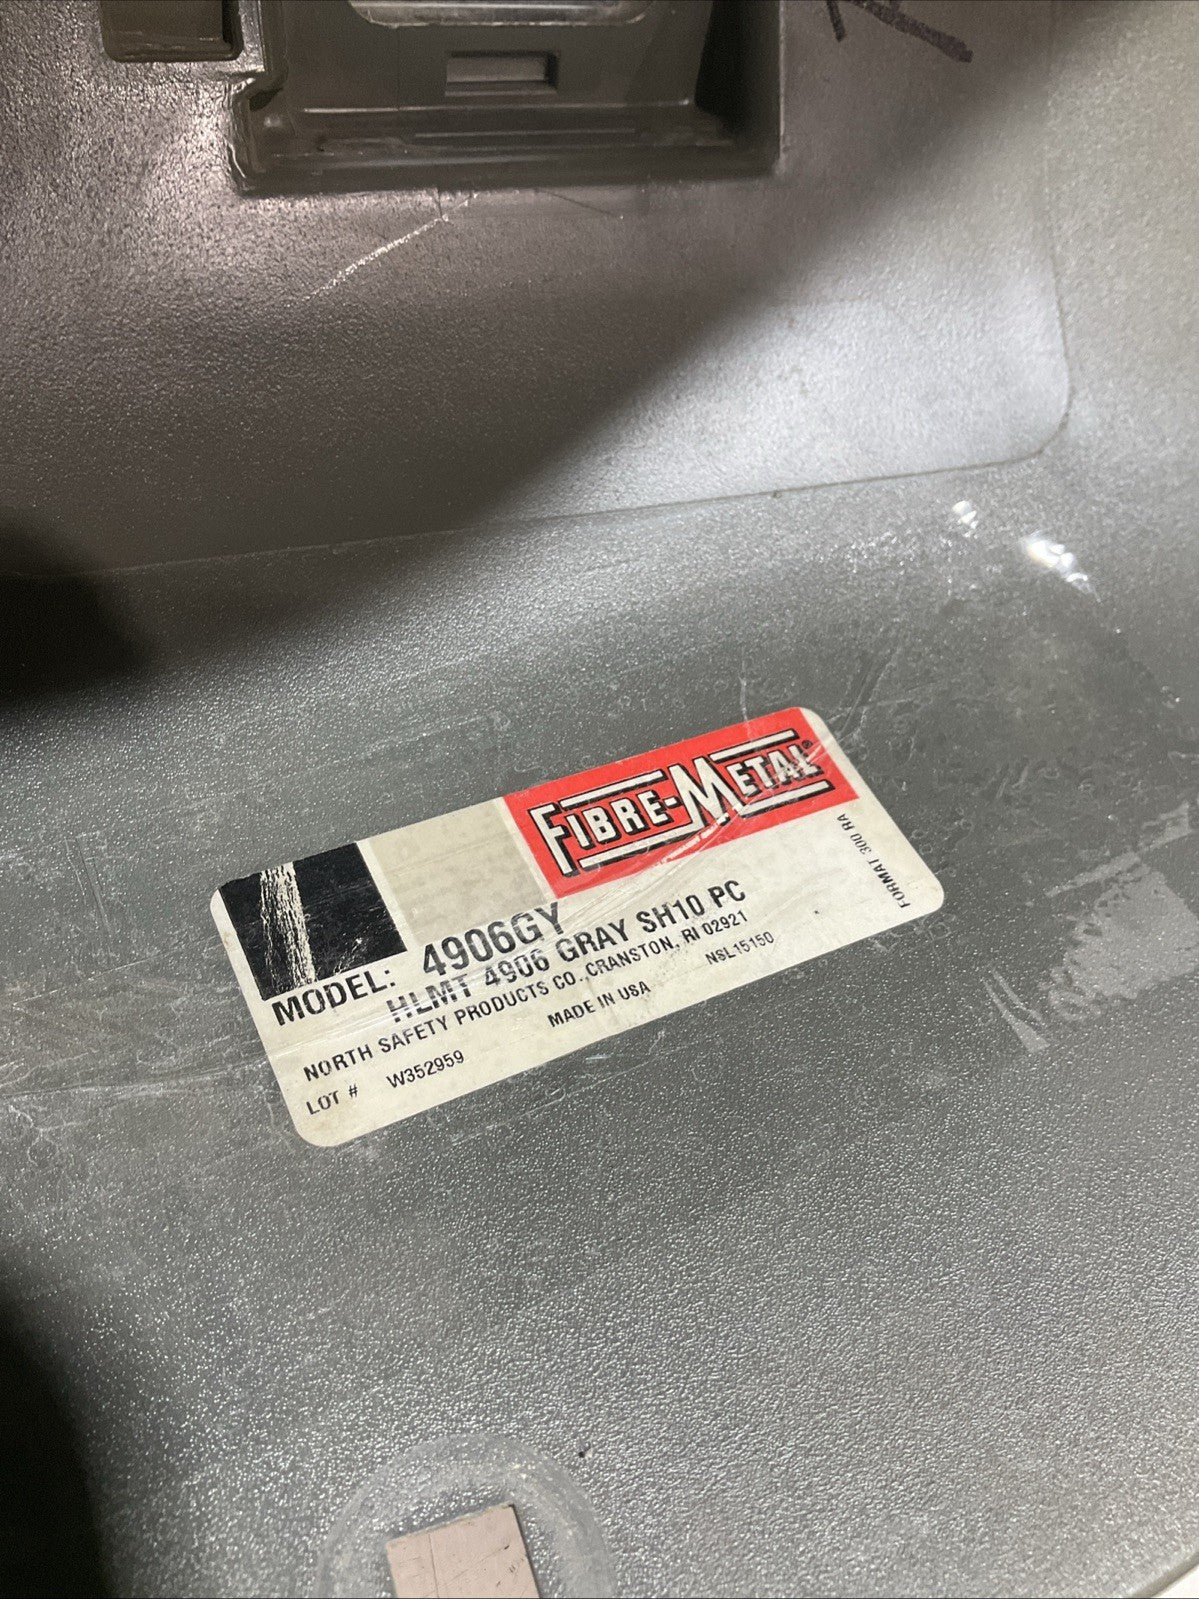 FIBRE-METAL®
MODEL: 4906GY
HLMT 4906 GRAY SH10 PC
NORTH SAFETY PRODUCTS CO.,CRANSTON, RI 02921
MADE IN USA
NSL15150
LOT # W352959
FORMAT 300 RA